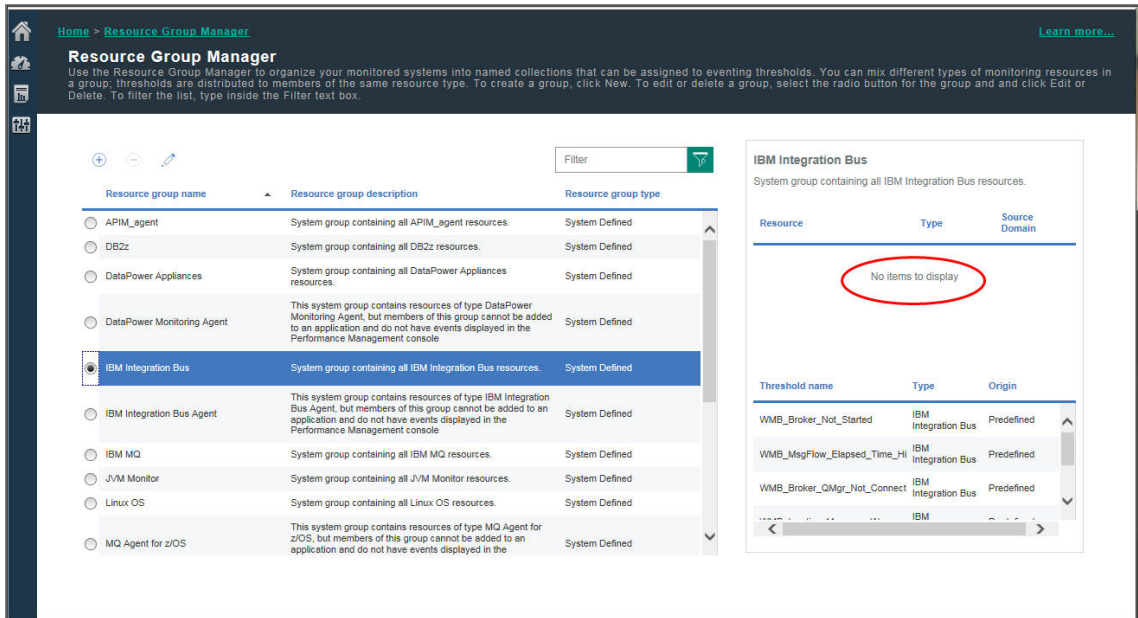 Home > Resource Group Manager
Learn more...
Resource Group Manager
Use the Resource Group Manager to organize your monitored systems into named collections that can be assigned to eventing thresholds. You can mix different types of monitoring resources in
a group; thresholds are distributed to members of the same resource type. To create a group, click New. To edit or delete a group, select the radio button for the group and and click Edit or
Delete. To filter the list, type inside the Filter text box.
Filter
Resource group name
Resource group description
Resource group type
APIM_agent
System group containing all APIM_agent resources.
System Defined
DB2z
System group containing all DB2z resources.
System Defined
DataPower Appliances
System group containing all DataPower Appliances
resources.
System Defined
DataPower Monitoring Agent
This system group contains resources of type DataPower
Monitoring Agent, but members of this group cannot be added
to an application and do not have events displayed in the
Performance Management console
System Defined
IBM Integration Bus
System group containing all IBM Integration Bus resources.
System Defined
IBM Integration Bus Agent
This system group contains resources of type IBM Integration
Bus Agent, but members of this group cannot be added to an
application and do not have events displayed in the
Performance Management console
System Defined
IBM MQ
System group containing all IBM MQ resources.
System Defined
JVM Monitor
System group containing all JVM Monitor resources.
System Defined
Linux OS
System group containing all Linux OS resources.
System Defined
MQ Agent for z/OS
This system group contains resources of type MQ Agent for
z/OS, but members of this group cannot be added to an
application and do not have events displayed in the
System Defined
IBM Integration Bus
System group containing all IBM Integration Bus resources.
Resource
Type
Source
Domain
No items to display
Threshold name
Type
Origin
WMB_Broker_Not_Started
IBM
Integration Bus
Predefined
WMB_MsgFlow_Elapsed_Time_Hi
IBM
Integration Bus
Predefined
WMB_Broker_QMgr_Not_Connect
IBM
Integration Bus
Predefined
IBM